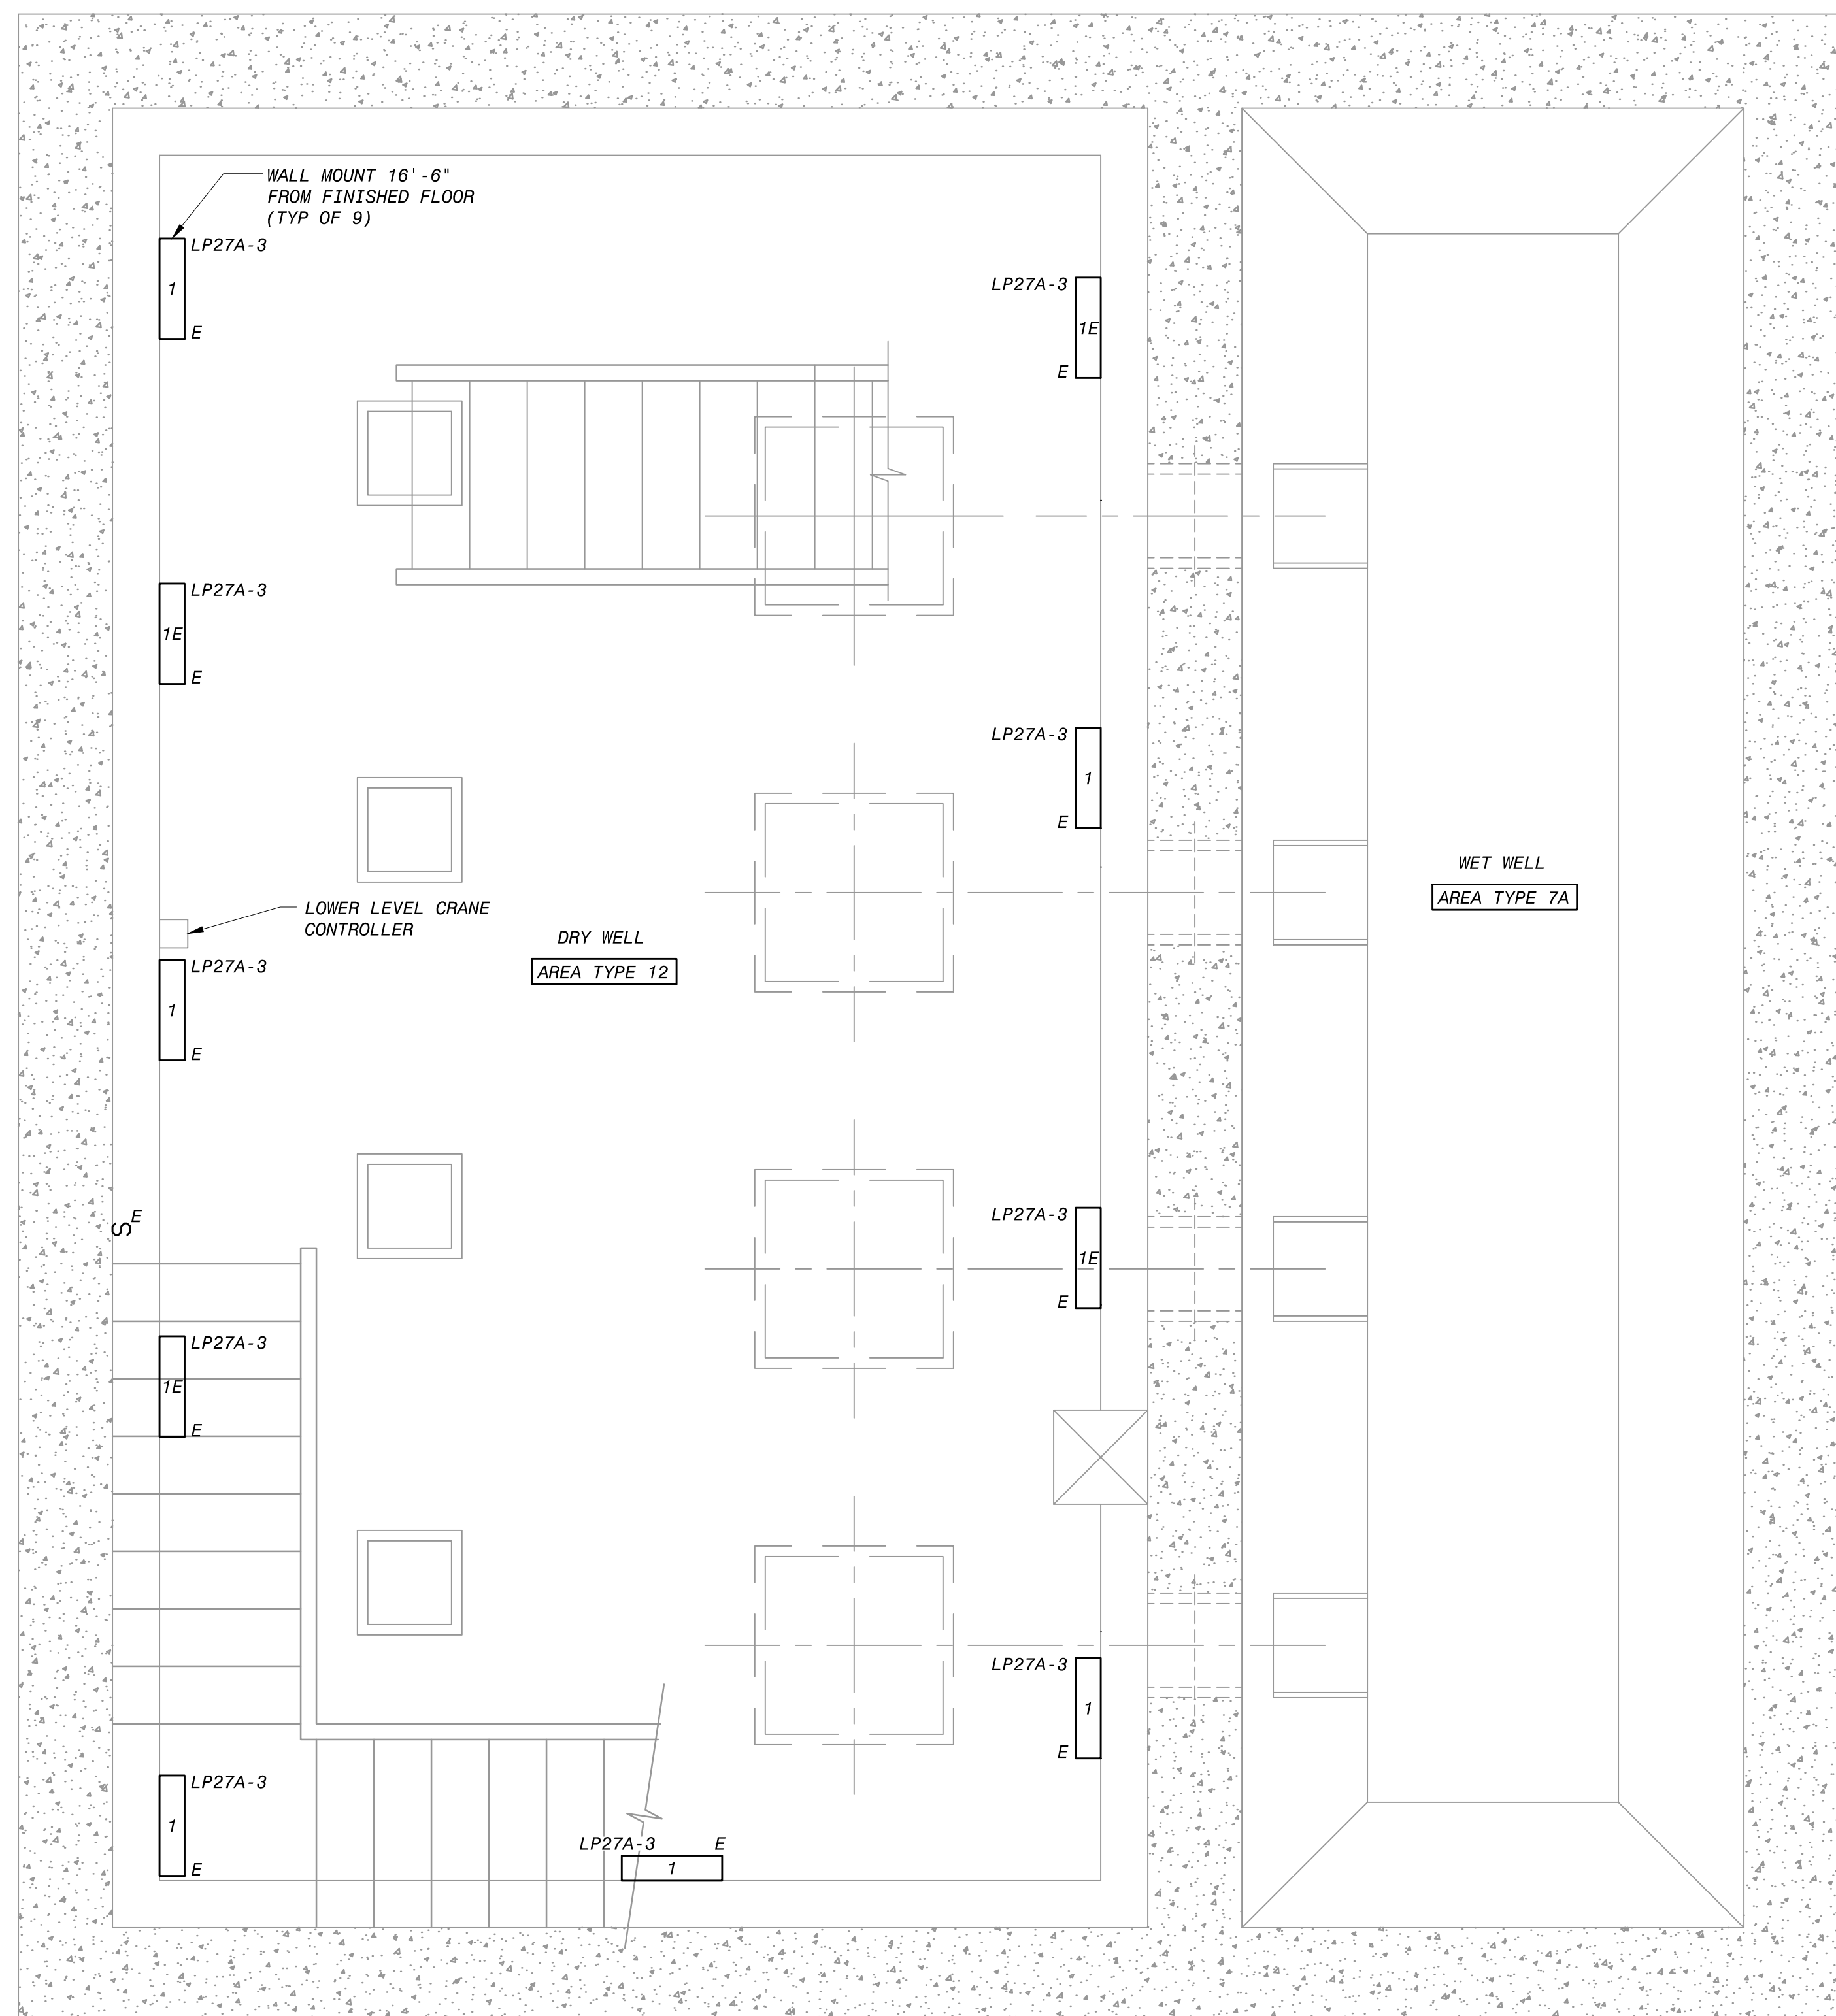 WALL MOUNT 16'-6"
FROM FINISHED FLOOR
(TYP OF 9)
LP27A-3
1
E
LP27A-3
1E
E
LP27A-3
1E
E
LP27A-3
1
E
WET WELL
AREA TYPE 7A
LOWER LEVEL CRANE
CONTROLLER
DRY WELL
AREA TYPE 12
LP27A-3
1
E
LP27A-3
1E
E
S E
LP27A-3
1E
E
LP27A-3
1
E
LP27A-3
1
E
LP27A-3 E
1